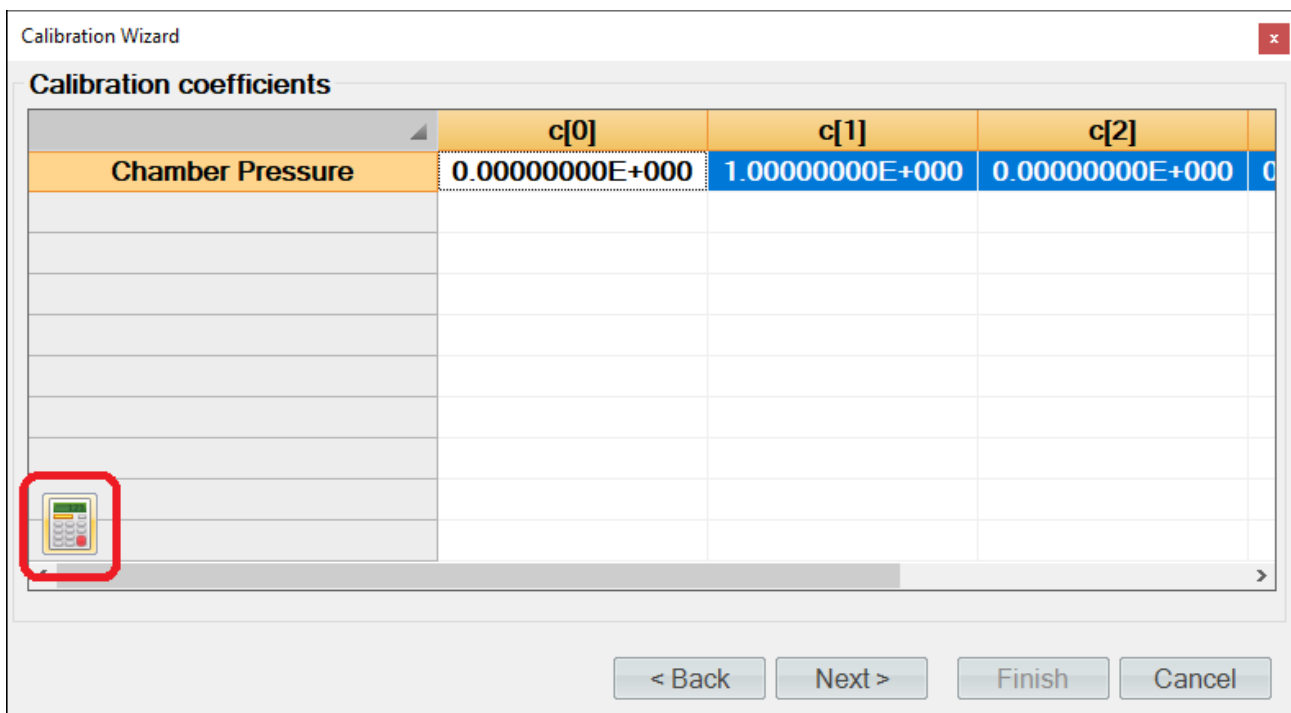 Calibration Wizard
x
Calibration coefficients
c[0] c[1] c[2]
Chamber Pressure 0.00000000E+000 1.00000000E+000 0.00000000E+000 0
< Back Next > Finish Cancel